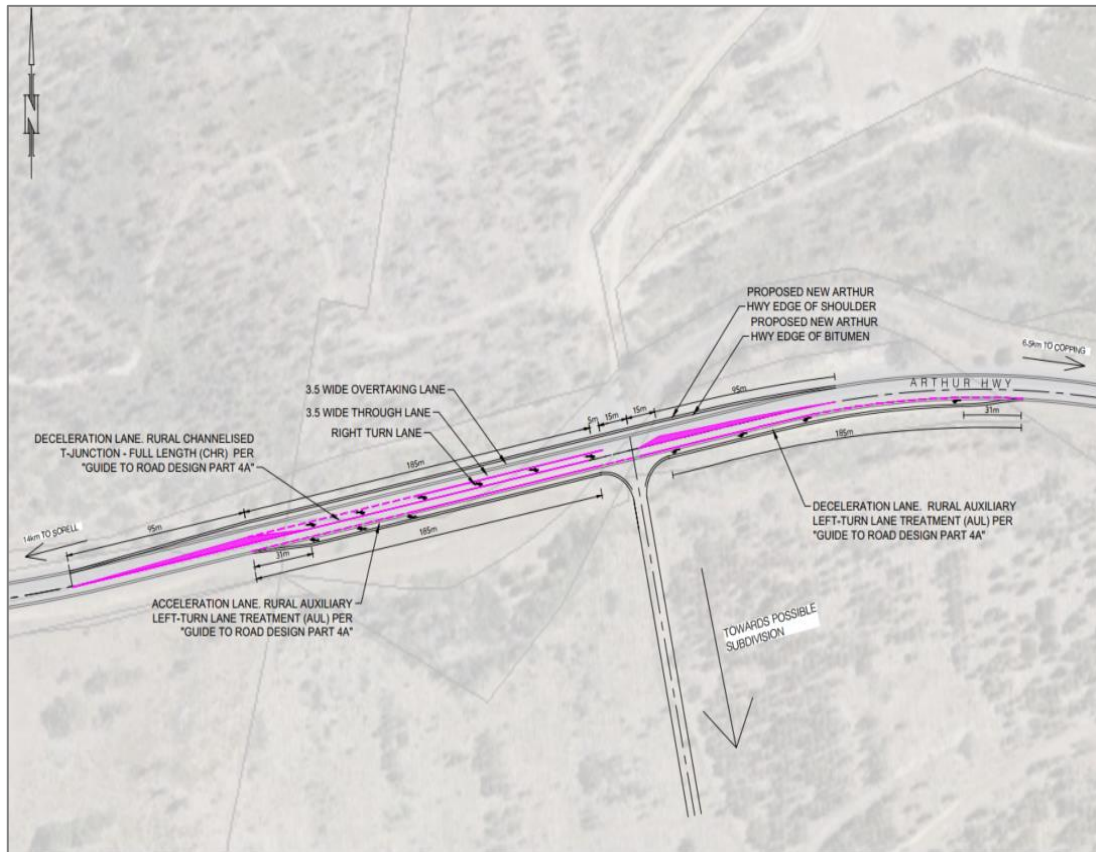 N
PROPOSED NEW ARTHUR
HWY EDGE OF SHOULDER
PROPOSED NEW ARTHUR
HWY EDGE OF BITUMEN
6.5km TO COPPING
ARTHUR HWY
95m
31m
185m
5m
15m
15m
3.5 WIDE OVERTAKING LANE
3.5 WIDE THROUGH LANE
RIGHT TURN LANE
DECELERATION LANE. RURAL CHANNELISED
T-JUNCTION - FULL LENGTH (CHR) PER
"GUIDE TO ROAD DESIGN PART 4A"
185m
95m
14km TO SORELL
31m
185m
DECELERATION LANE. RURAL AUXILIARY
LEFT-TURN LANE TREATMENT (AUL) PER
"GUIDE TO ROAD DESIGN PART 4A"
ACCELERATION LANE. RURAL AUXILIARY
LEFT-TURN LANE TREATMENT (AUL) PER
"GUIDE TO ROAD DESIGN PART 4A"
TOWARDS POSSIBLE
SUBDIVISION